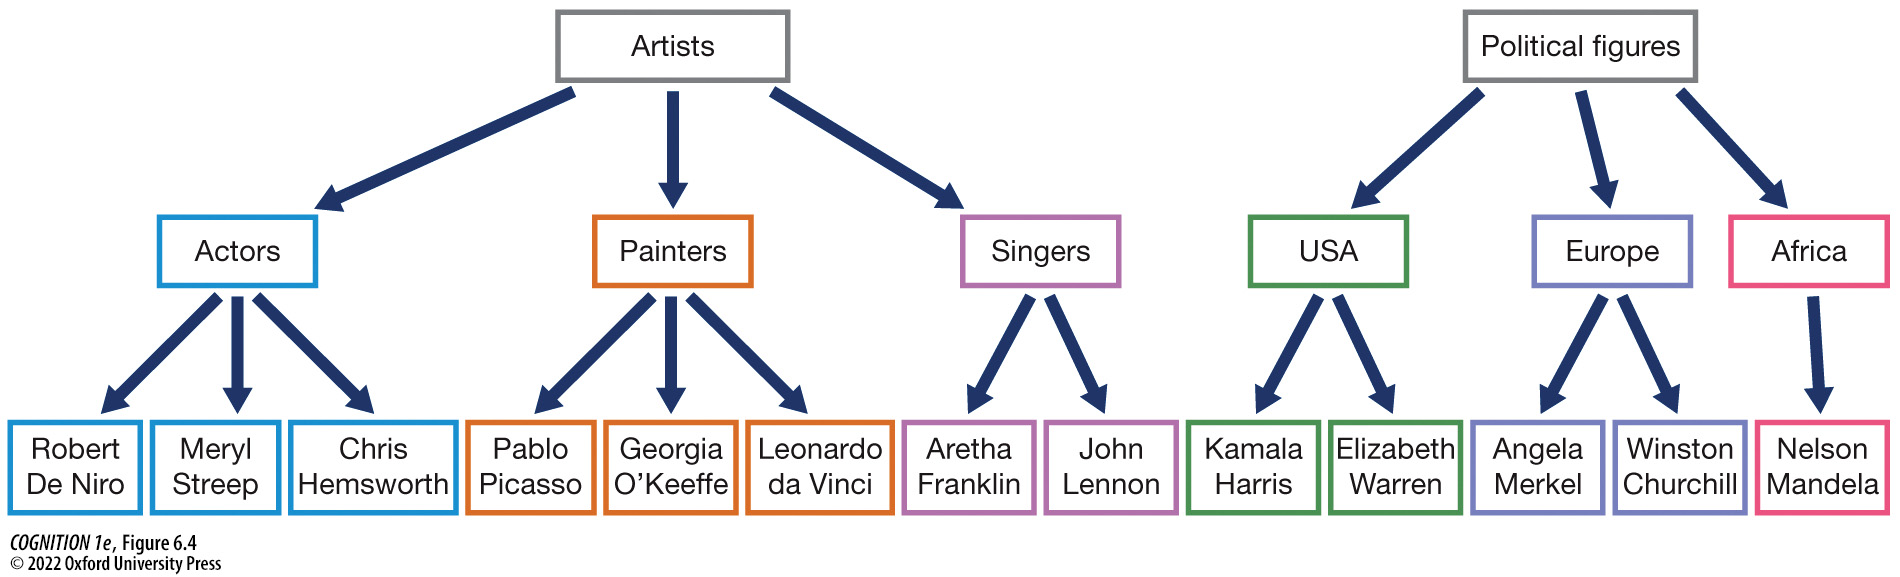 Artists
Political figures
Actors
Painters
Singers
USA
Europe
Africa
Robert
De Niro
Meryl
Streep
Chris
Hemsworth
Pablo
Picasso
Georgia
O’Keeffe
Leonardo
da Vinci
Aretha
Franklin
John
Lennon
Kamala
Harris
Elizabeth
Warren
Angela
Merkel
Winston
Churchill
Nelson
Mandela
COGNITION 1e, Figure 6.4
© 2022 Oxford University Press